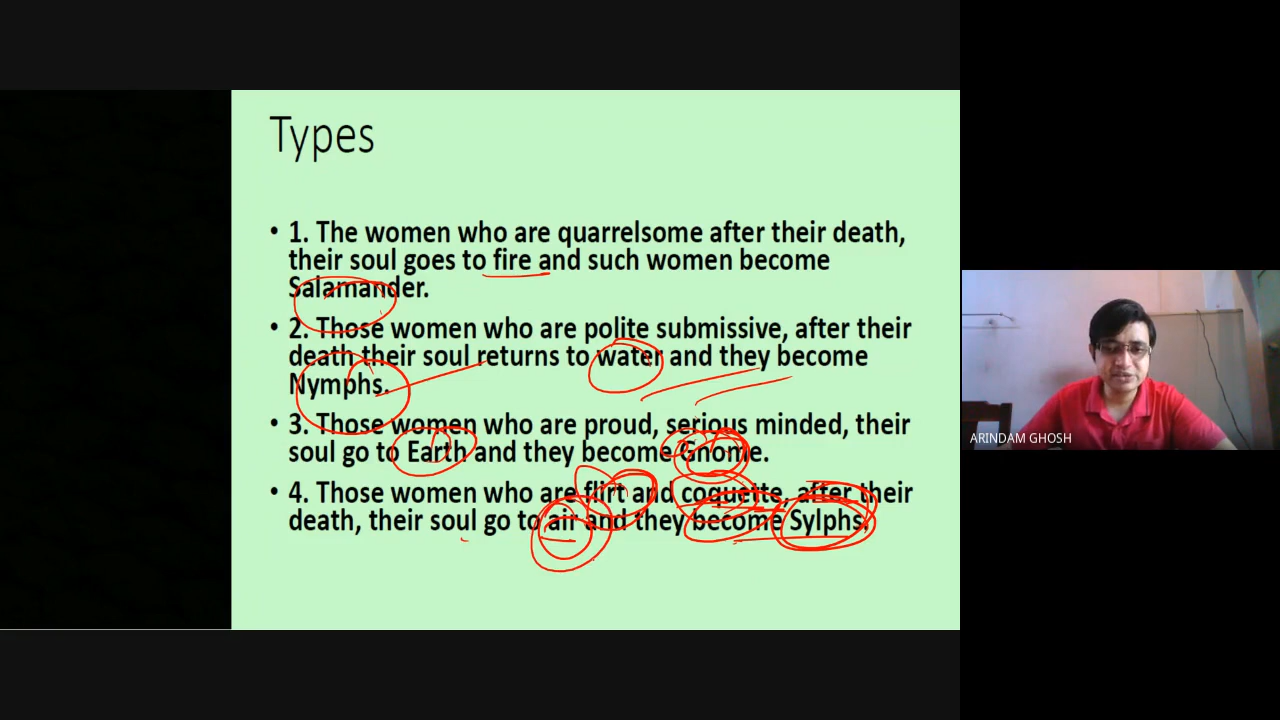 Types
• 1. The women who are quarrelsome after their death,
their soul goes to fire and such women become
Salamander.
• 2. Those women who are polite submissive, after their
death their soul returns to water and they become
Nymphs.
• 3. Those women who are proud, serious minded, their
soul go to Earth and they become Gnome.
• 4. Those women who are flirt and coquette, after their
death, their soul go to air and they become Sylphs.
ARINDAM GHOSH